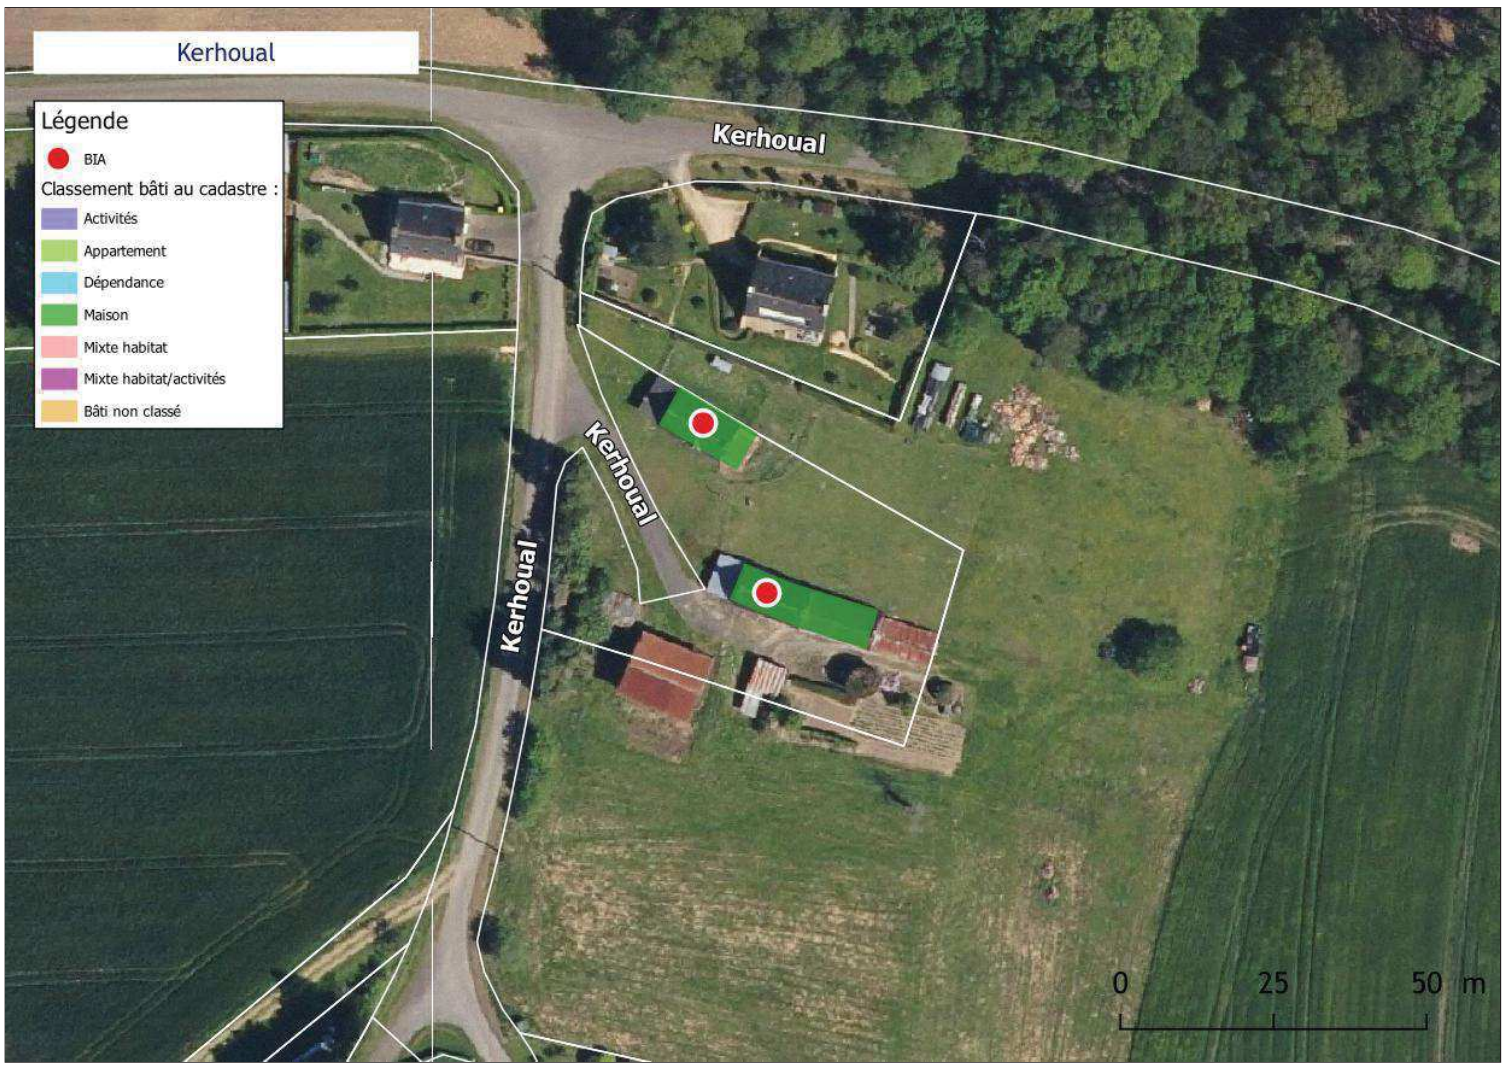 Kerhoual
Légende
BIA
Classement bâti au cadastre :
Activités
Appartement
Dépendance
Maison
Mixte habitat
Mixte habitat/activités
Bâti non classé
Kerhoual
Kerhoual
Kerhoual
0 25 50 m